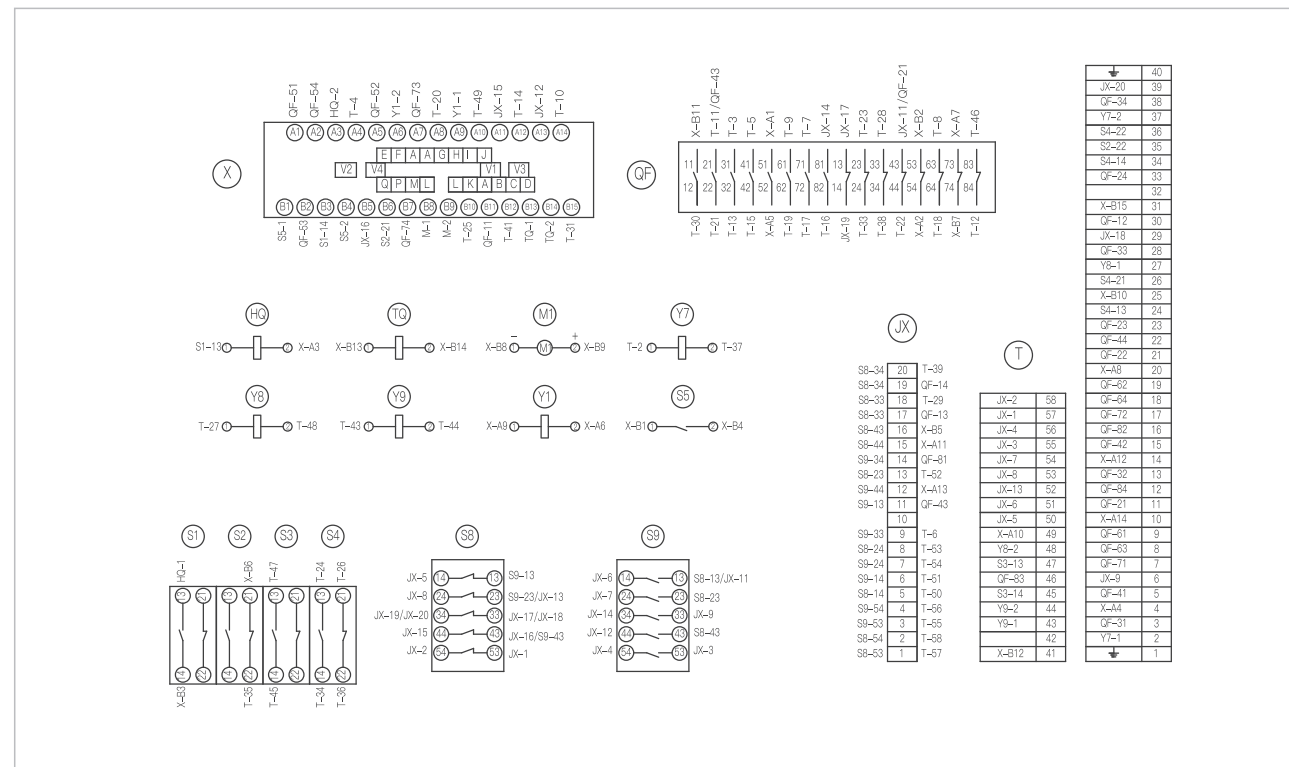 X
QF-51 QF-54 HQ-2 T-4 QF-52 Y1-2 QF-73 T-20 Y1-1 T-49 JX-15 T-14 JX-12 T-10
A1 A2 A3 A4 A5 A6 A7 A8 A9 A10 A11 A12 A13 A14
E F A A G H I J
V2 V4 V1 V3
Q P M L L K A B C D
B1 B2 B3 B4 B5 B6 B7 B8 B9 B10 B11 B12 B13 B14 B15
S5-1 QF-53 S1-14 S5-2 JX-16 S2-21 QF-74 M-1 M-2 T-25 QF-11 T-41 TQ-1 TQ-2 T-31
QF
X-B11 T-11/QF-43 T-3 T-5 X-A1 T-9 T-7 JX-14 JX-17 T-23 T-28 JX-11/QF-21 X-B2 T-8 X-A7 T-46
11 21 31 41 51 61 71 81 13 23 33 43 53 63 73 83
12 22 32 42 52 62 72 82 14 24 34 44 54 64 74 84
T-30 T-21 T-13 T-15 X-A5 T-19 T-17 T-16 JX-19 T-33 T-38 T-22 X-A2 T-18 X-B7 T-12
HQ
S1-13 1 2 X-A3
TQ
X-B13 1 2 X-B14
M1
X-B8 − 1 M1 2 + X-B9
Y7
T-2 1 2 T-37
Y8
T-27 1 2 T-48
Y9
T-43 1 2 T-44
Y1
X-A9 1 2 X-A6
S5
X-B1 1 2 X-B4
S1 S2 S3 S4
HQ-1 X-B6 T-47 T-24 T-26
13 21 13 21 13 21 13 21
14 22 14 22 14 22 14 22
X-B3 T-35 T-45 T-34 T-36
S8
JX-5 14 13 S9-13
JX-8 24 23 S9-23/JX-13
JX-19/JX-20 34 33 JX-17/JX-18
JX-15 44 43 JX-16/S9-43
JX-2 54 53 JX-1
S9
JX-6 14 13 S8-13/JX-11
JX-7 24 23 S8-23
JX-14 34 33 JX-9
JX-12 44 43 S8-43
JX-4 54 53 JX-3
JX
S8-34 20 T-39
S8-34 19 QF-14
S8-33 18 T-29
S8-33 17 QF-13
S8-43 16 X-B5
S8-44 15 X-A11
S9-34 14 QF-81
S8-23 13 T-52
S9-44 12 X-A13
S9-13 11 QF-43
10
S9-33 9 T-6
S8-24 8 T-53
S9-24 7 T-54
S9-14 6 T-51
S8-14 5 T-50
S9-54 4 T-56
S9-53 3 T-55
S8-54 2 T-58
S8-53 1 T-57
T
JX-2 58
JX-1 57
JX-4 56
JX-3 55
JX-7 54
JX-8 53
JX-13 52
JX-6 51
JX-5 50
X-A10 49
Y8-2 48
S3-13 47
QF-83 46
S3-14 45
Y9-2 44
Y9-1 43
42
X-B12 41
40
JX-20 39
QF-34 38
Y7-2 37
S4-22 36
S2-22 35
S4-14 34
QF-24 33
32
X-B15 31
QF-12 30
JX-18 29
QF-33 28
Y8-1 27
S4-21 26
X-B10 25
S4-13 24
QF-23 23
QF-44 22
QF-22 21
X-A8 20
QF-62 19
QF-64 18
QF-72 17
QF-82 16
QF-42 15
X-A12 14
QF-32 13
QF-84 12
QF-21 11
X-A14 10
QF-61 9
QF-63 8
QF-71 7
JX-9 6
QF-41 5
X-A4 4
QF-31 3
Y7-1 2
1